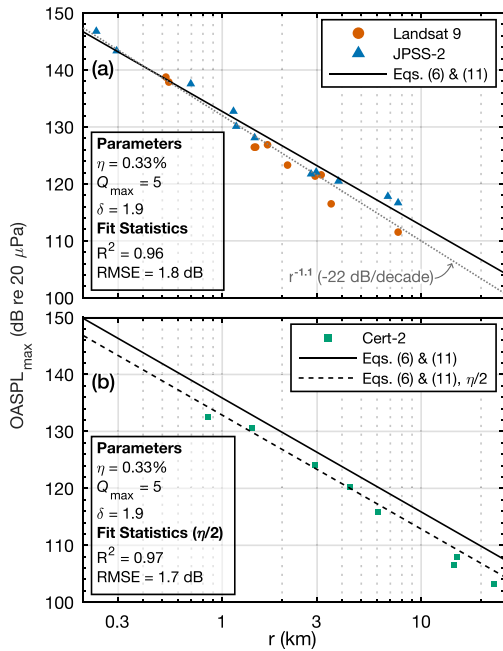 OASPLmax (dB re 20 μPa)
150
140
130
120
110
100
(a)
Landsat 9
JPSS-2
Eqs. (6) & (11)
Parameters
η = 0.33%
Qmax = 5
δ = 1.9
Fit Statistics
R² = 0.96
RMSE = 1.8 dB
r⁻¹·¹ (-22 dB/decade)
150
140
130
120
110
100
(b)
Cert-2
Eqs. (6) & (11)
Eqs. (6) & (11), η/2
Parameters
η = 0.33%
Qmax = 5
δ = 1.9
Fit Statistics (η/2)
R² = 0.97
RMSE = 1.7 dB
0.3 1 3 10
r (km)